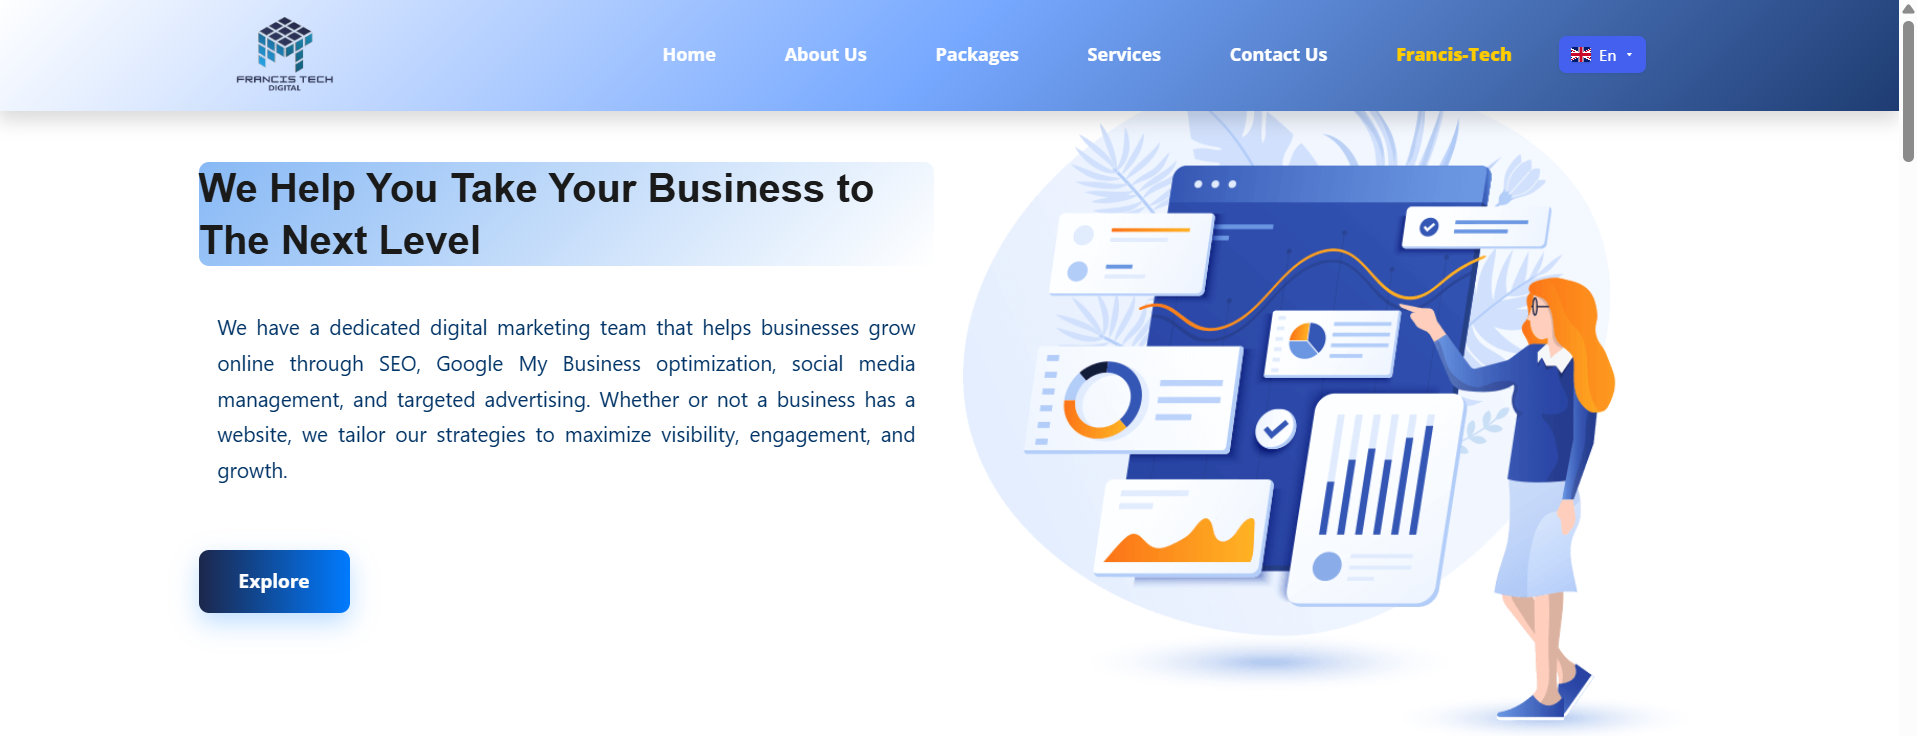 FRANCIS TECH
DIGITAL
Home About Us Packages Services Contact Us Francis-Tech En
We Help You Take Your Business to
The Next Level
We have a dedicated digital marketing team that helps businesses grow
online through SEO, Google My Business optimization, social media
management, and targeted advertising. Whether or not a business has a
website, we tailor our strategies to maximize visibility, engagement, and
growth.
Explore